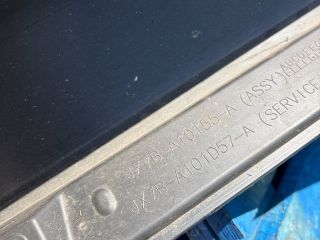 JX7B-A10155-A (ASSY)
JX7B-A101D57-A (SERVICE